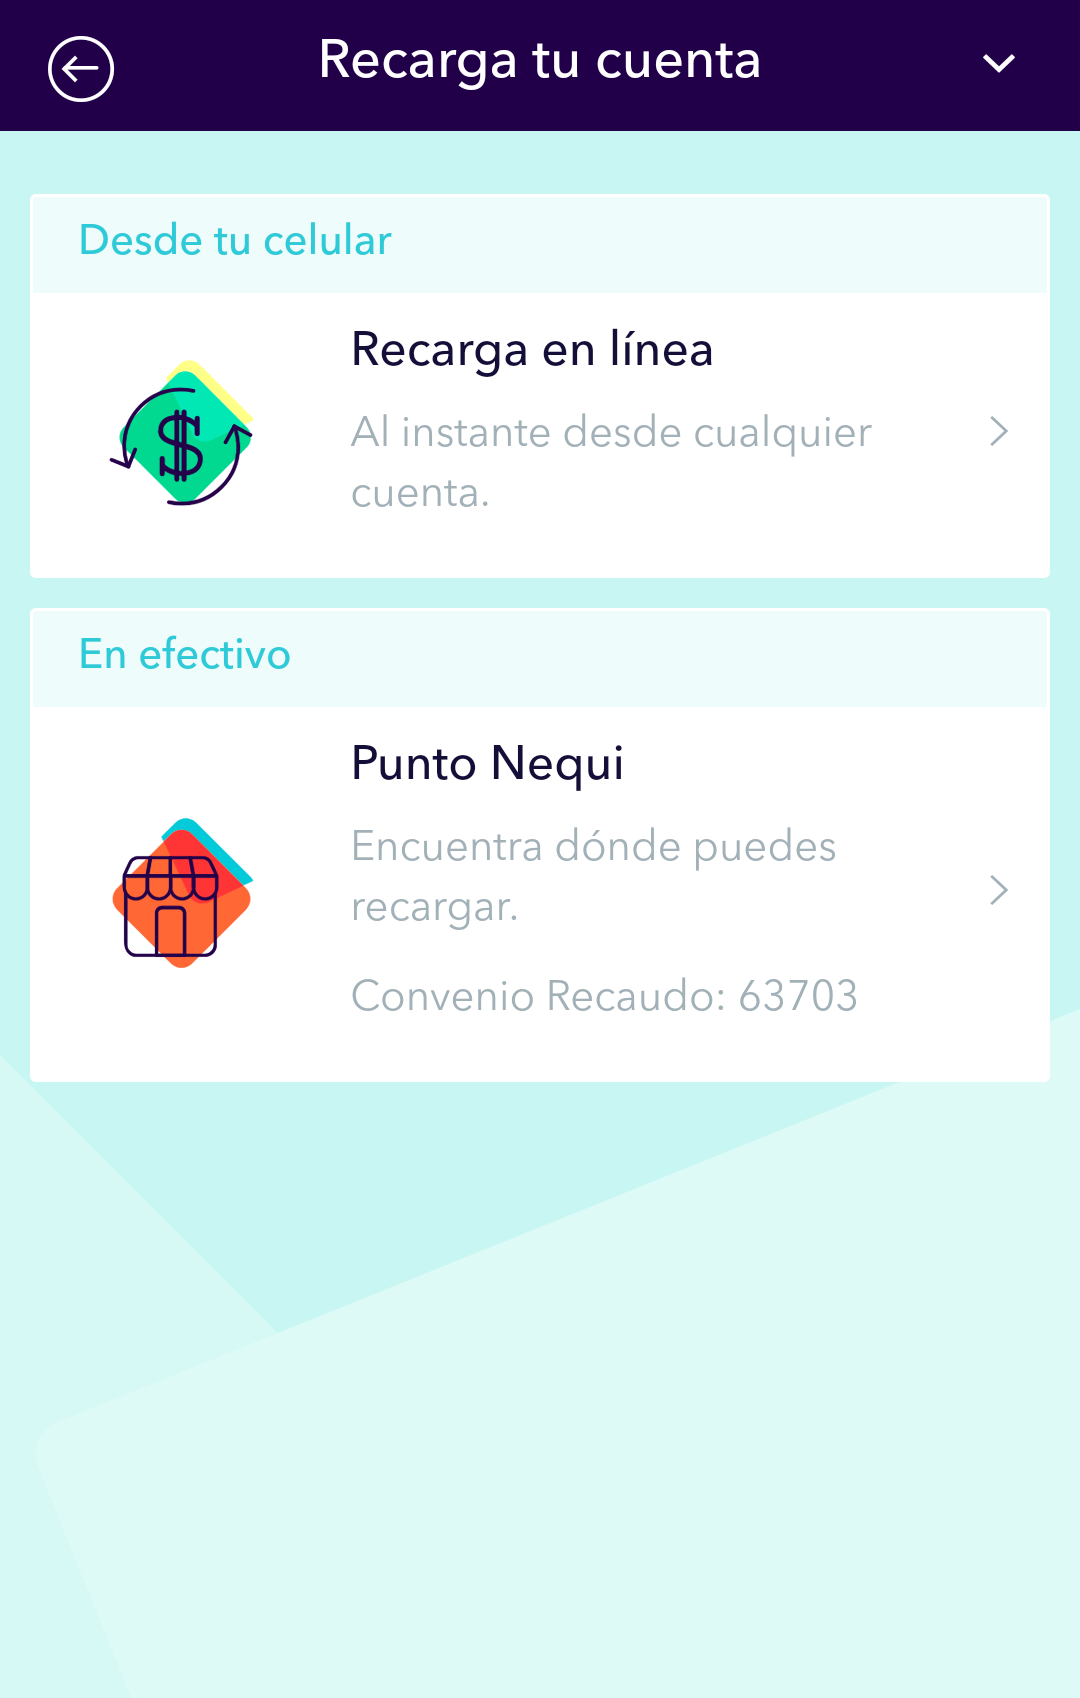 Recarga tu cuenta
Desde tu celular
Recarga en línea
Al instante desde cualquier
cuenta.
En efectivo
Punto Nequi
Encuentra dónde puedes
recargar.
Convenio Recaudo: 63703